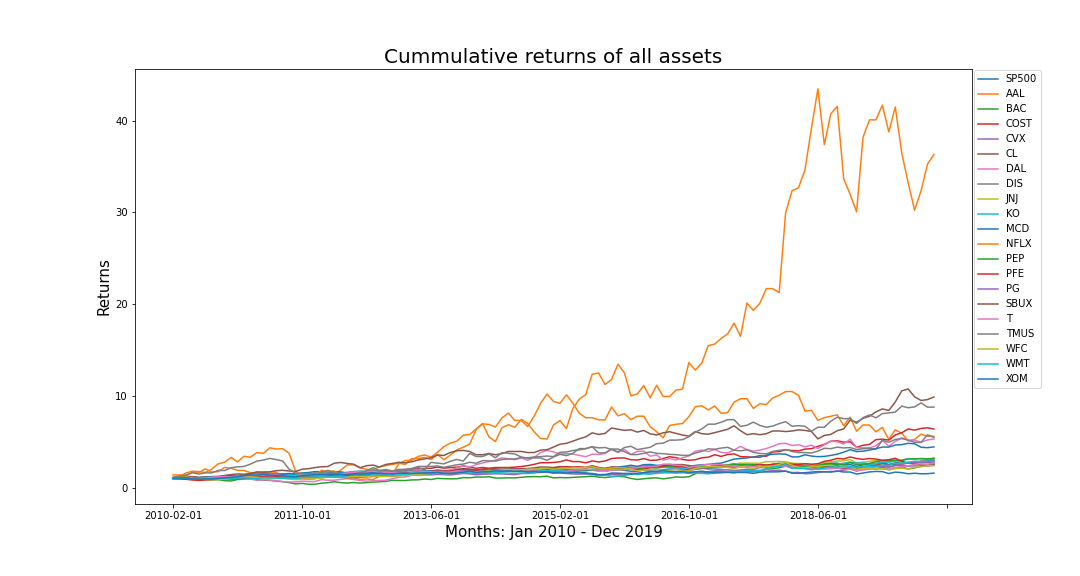 Cummulative returns of all assets
Returns
40
30
20
10
0
2010-02-01
2011-10-01
2013-06-01
2015-02-01
2016-10-01
2018-06-01
Months: Jan 2010 - Dec 2019
SP500
AAL
BAC
COST
CVX
CL
DAL
DIS
JNJ
KO
MCD
NFLX
PEP
PFE
PG
SBUX
T
TMUS
WFC
WMT
XOM